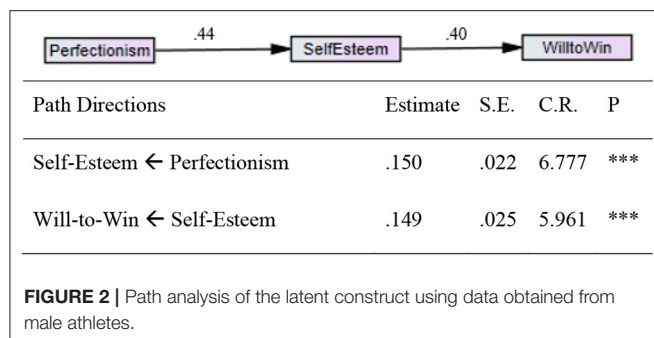 .44 .40
Perfectionism SelfEsteem WilltoWin
Path Directions Estimate S.E. C.R. P
Self-Esteem ← Perfectionism .150 .022 6.777 ***
Will-to-Win ← Self-Esteem .149 .025 5.961 ***
FIGURE 2 | Path analysis of the latent construct using data obtained from
male athletes.